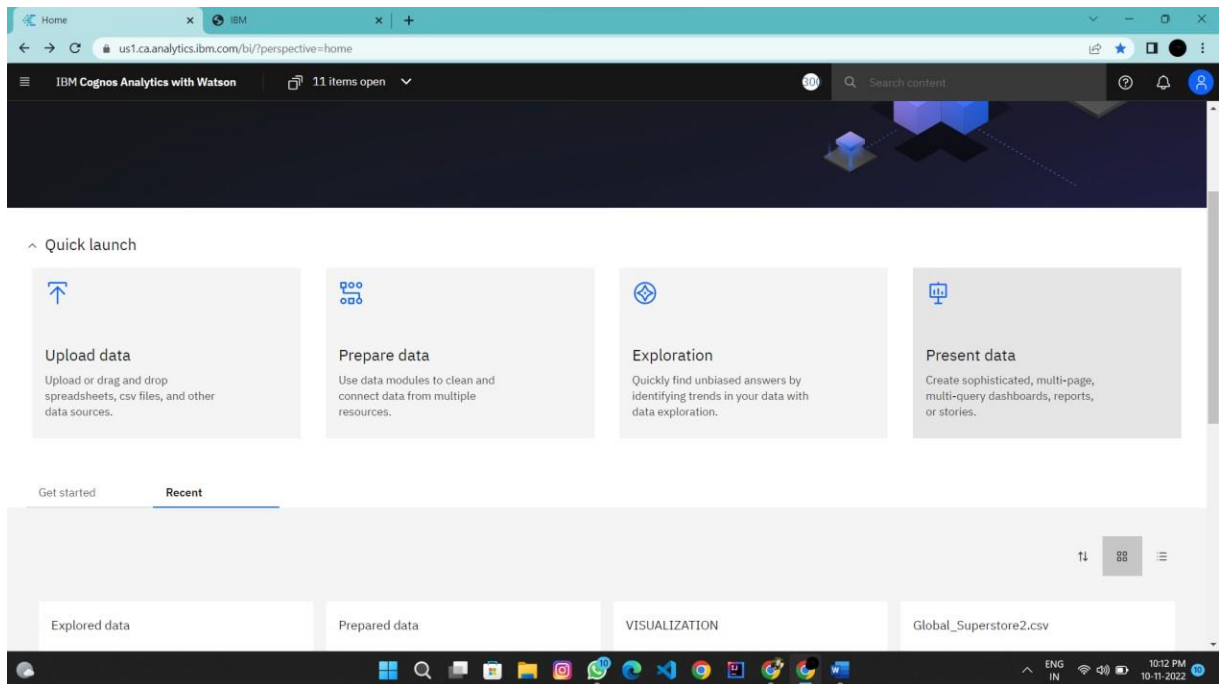 Home
IBM
us1.ca.analytics.ibm.com/bi/?perspective=home
IBM Cognos Analytics with Watson
11 items open
30
Search content
Quick launch
Upload data
Upload or drag and drop
spreadsheets, csv files, and other
data sources.
Prepare data
Use data modules to clean and
connect data from multiple
resources.
Exploration
Quickly find unbiased answers by
identifying trends in your data with
data exploration.
Present data
Create sophisticated, multi-page,
multi-query dashboards, reports,
or stories.
Get started
Recent
Explored data
Prepared data
VISUALIZATION
Global_Superstore2.csv
10
ENG
IN
10:12 PM
10-11-2022
10